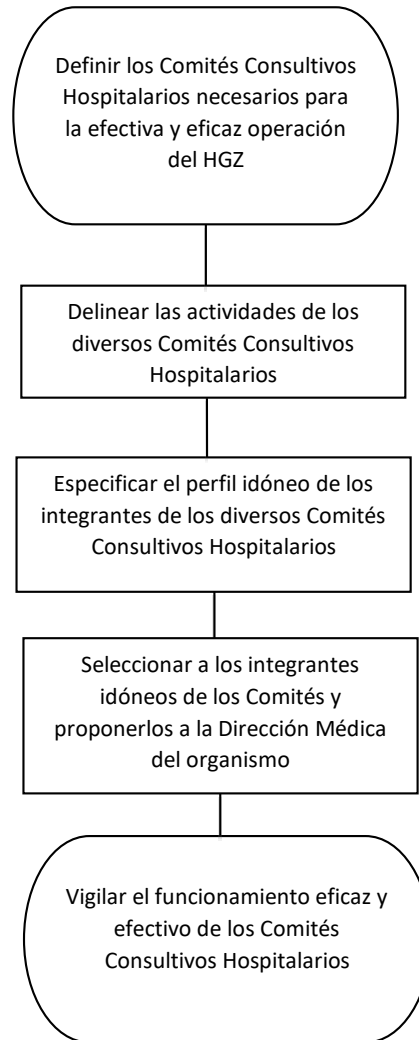 Definir los Comités Consultivos
Hospitalarios necesarios para
la efectiva y eficaz operación
del HGZ
Delinear las actividades de los
diversos Comités Consultivos
Hospitalarios
Especificar el perfil idóneo de los
integrantes de los diversos Comités
Consultivos Hospitalarios
Seleccionar a los integrantes
idóneos de los Comités y
proponerlos a la Dirección Médica
del organismo
Vigilar el funcionamiento eficaz y
efectivo de los Comités
Consultivos Hospitalarios